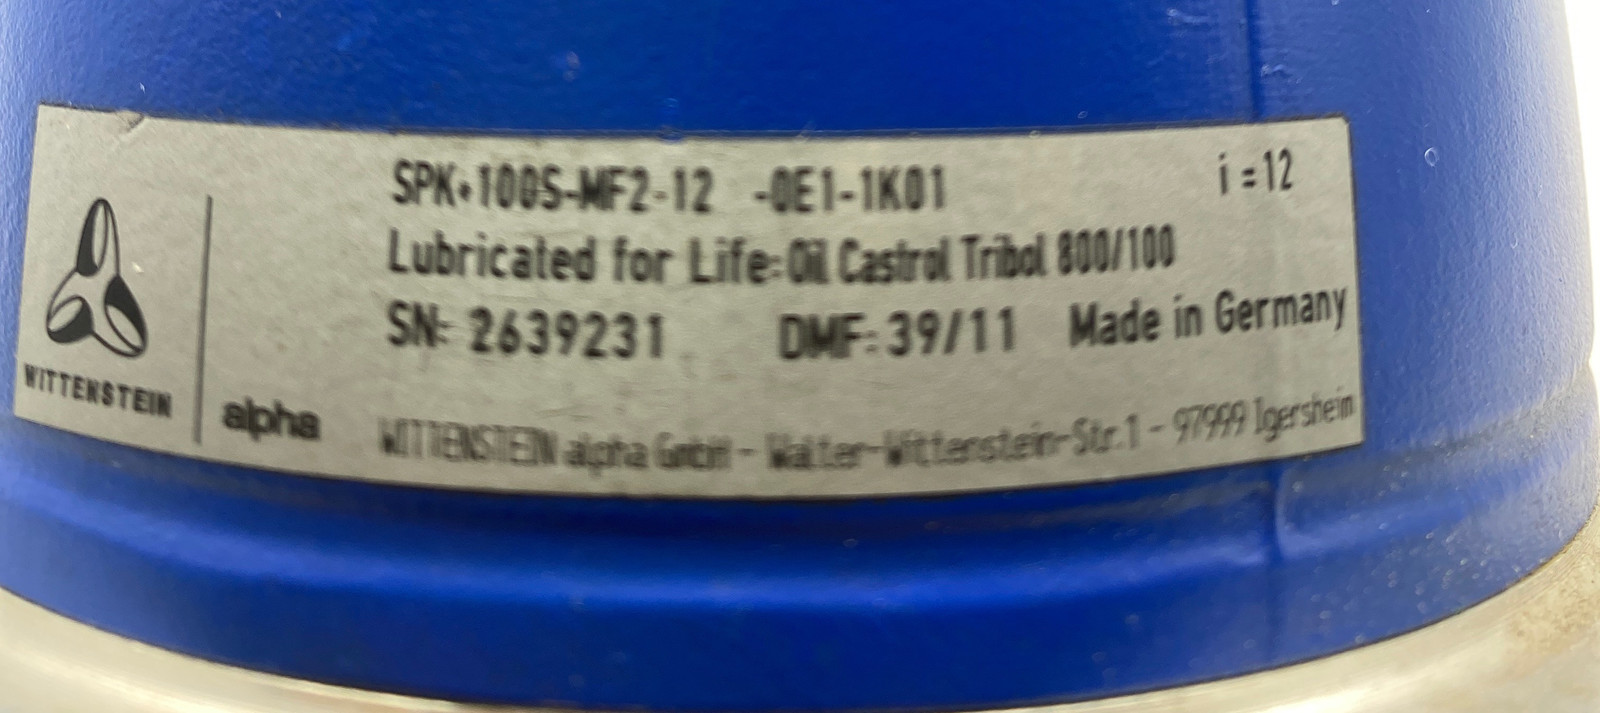 SPK+100S-MF2-12 -0E1-1K01 i=12
Lubricated for Life: Oil Castrol Tribol 800/100
SN: 2639231 DMF: 39/11 Made in Germany
WITTENSTEIN
alpha
WITTENSTEIN alpha GmbH - Walter-Wittenstein-Str.1 - 97999 Igersheim